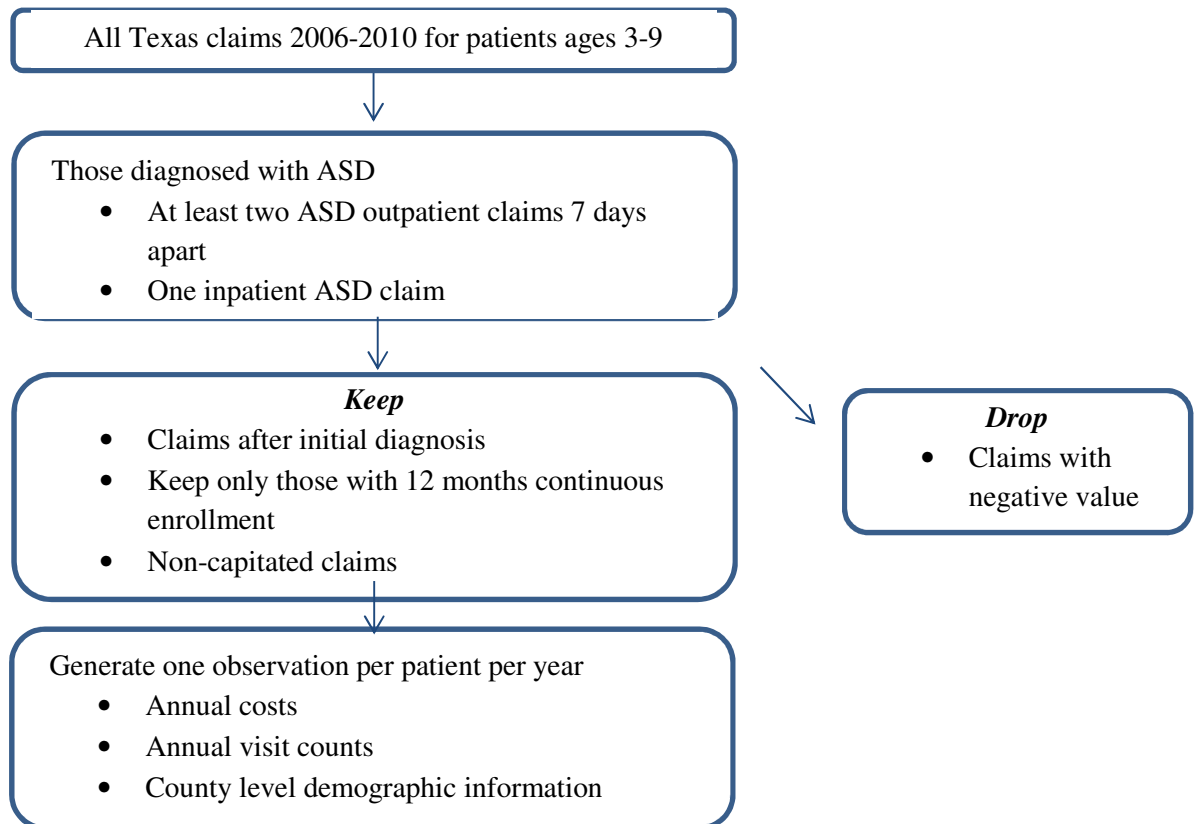 All Texas claims 2006-2010 for patients ages 3-9
Those diagnosed with ASD
• At least two ASD outpatient claims 7 days
apart
• One inpatient ASD claim
Keep
• Claims after initial diagnosis
• Keep only those with 12 months continuous
enrollment
• Non-capitated claims
Drop
• Claims with
negative value
Generate one observation per patient per year
• Annual costs
• Annual visit counts
• County level demographic information